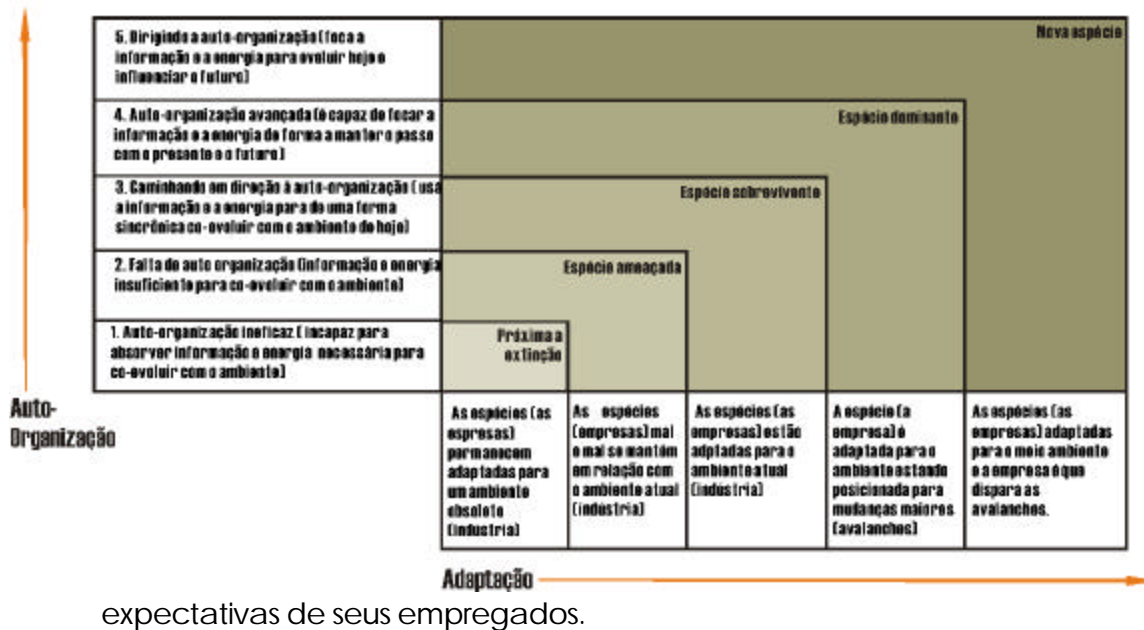 5. Dirigindo a auto-organização (foca a
informação e a energia para evoluir hoje e
influenciar o futuro)
Nova espécie
4. Auto-organização avançada (é capaz de focar a
informação e a energia de forma a manter o passo
com o presente e o futuro)
Espécie dominante
3. Caminhando em direção à auto-organização ( usa
a informação e a energia para de uma forma
sincrônica co-evoluir com o ambiente de hoje)
Espécie sobrevivente
2. Falta de auto organização (informação e energia
insuficiente para co-evoluir com o ambiente)
Espécie ameaçada
1. Auto-organização ineficaz ( incapaz para
absorver informação e energia necessária para
co-evoluir com o ambiente)
Próxima a
extinção
Auto-
Organização
As espécies (as
espresas)
permanecem
adaptadas para
um ambiente
obsoleto
(industria)
As espécies
(empresas) mal
e mal se mantém
em relação com
o ambiente atual
(indústria)
As espécies (as
empresas) estão
adptadas para o
ambiente atual
(indústria)
A espécie (a
empresa) é
adaptada para o
ambiente estando
posicionada para
mudanças maiores
(avalanches)
As espécies (as
empresas) adaptadas
para o meio ambiente
e a empresa é que
dispara as
avalanches.
Adaptação
expectativas de seus empregados.